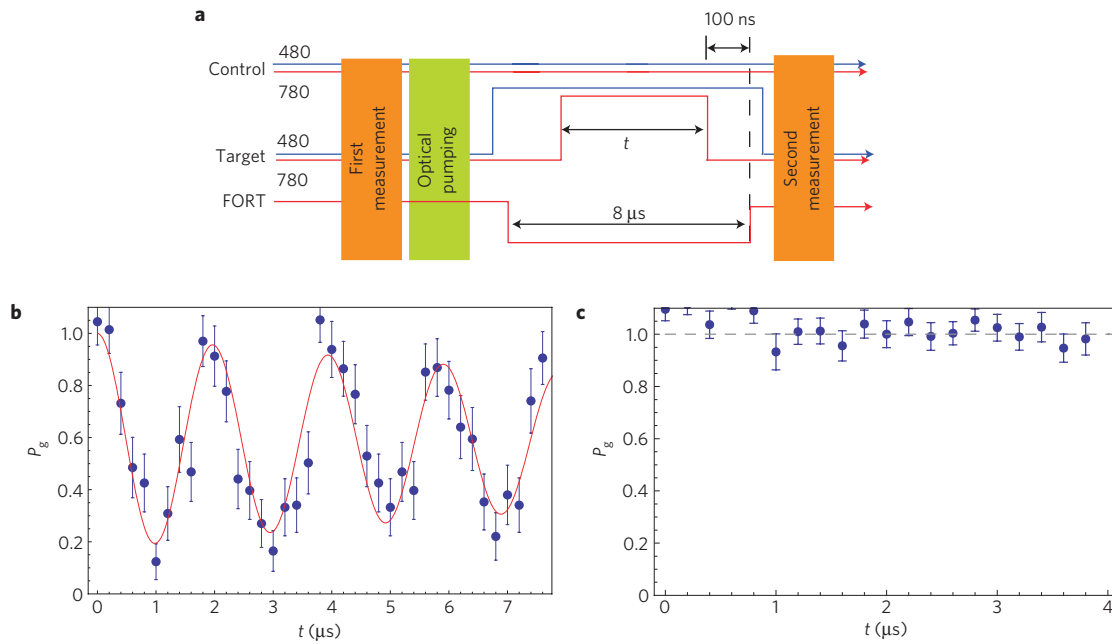 a
100 ns
480
Control
780
First measurement
Optical pumping
t
Second measurement
480
Target
780
FORT
8 µs
b
c
1.0
0.8
0.6
0.4
0.2
0
P_g
0 1 2 3 4 5 6 7
t (µs)
1.0
0.8
0.6
0.4
0.2
0
P_g
0 1 2 3 4
t (µs)